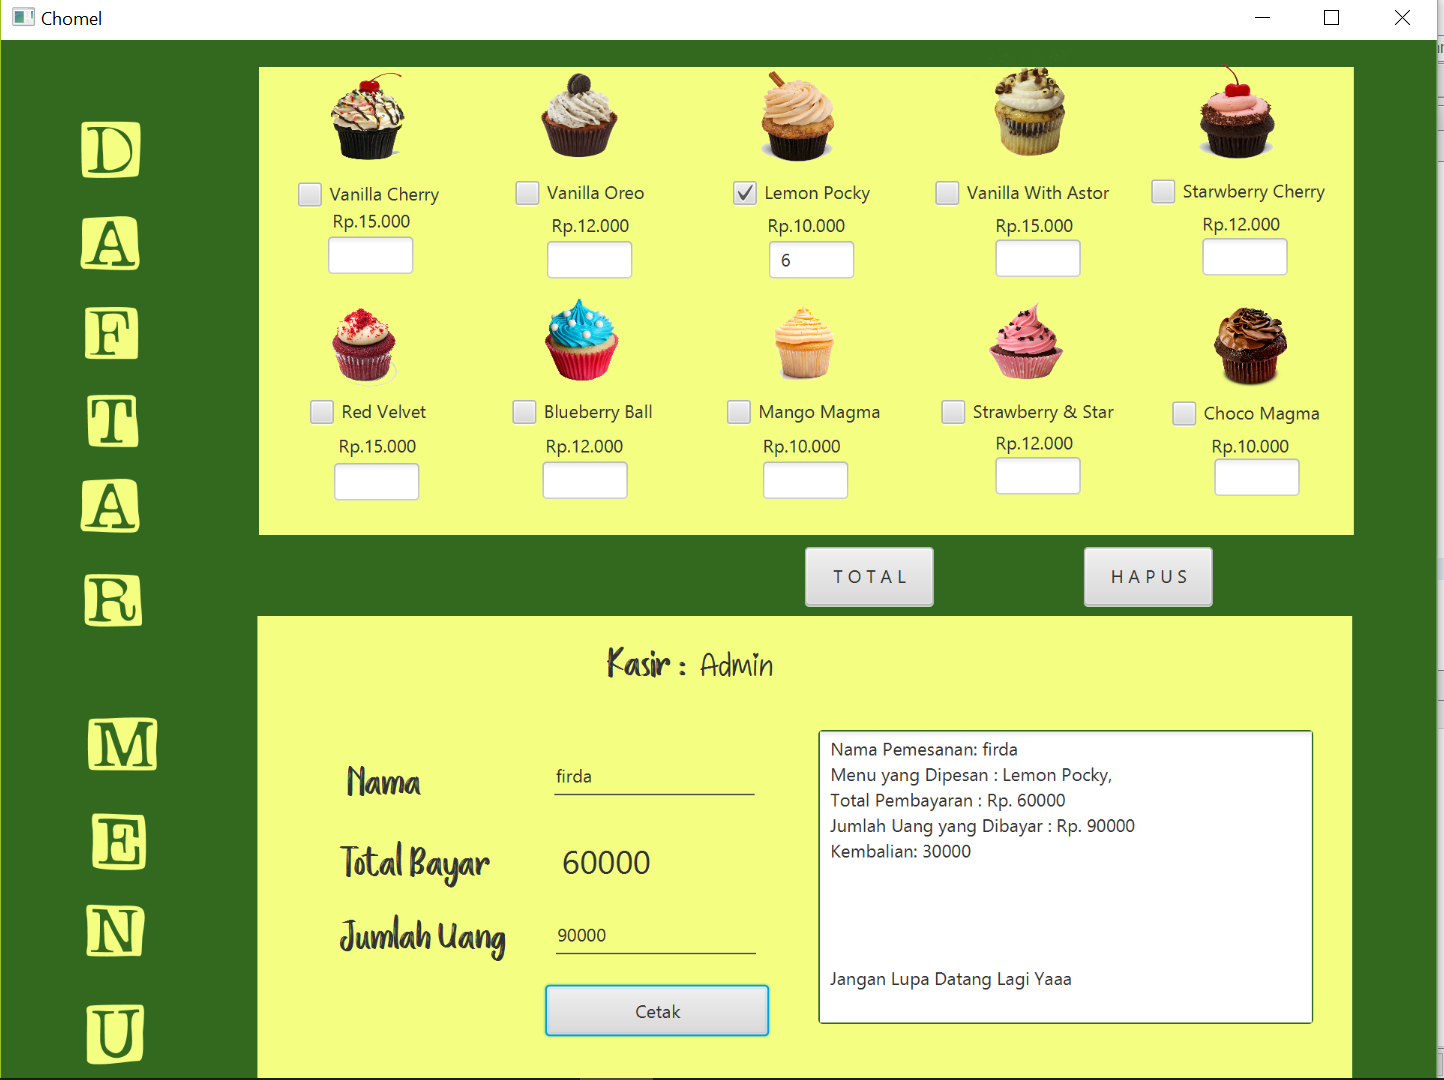 Chomel
DAFTAR
MENU
Vanilla Cherry
Rp.15.000
Vanilla Oreo
Rp.12.000
Lemon Pocky
Rp.10.000
6
Vanilla With Astor
Rp.15.000
Starwberry Cherry
Rp.12.000
Red Velvet
Rp.15.000
Blueberry Ball
Rp.12.000
Mango Magma
Rp.10.000
Strawberry & Star
Rp.12.000
Choco Magma
Rp.10.000
TOTAL
HAPUS
Kasir : Admin
Nama
firda
Total Bayar
60000
Jumlah Uang
90000
Cetak
Nama Pemesanan: firda
Menu yang Dipesan : Lemon Pocky,
Total Pembayaran : Rp. 60000
Jumlah Uang yang Dibayar : Rp. 90000
Kembalian: 30000
Jangan Lupa Datang Lagi Yaaa